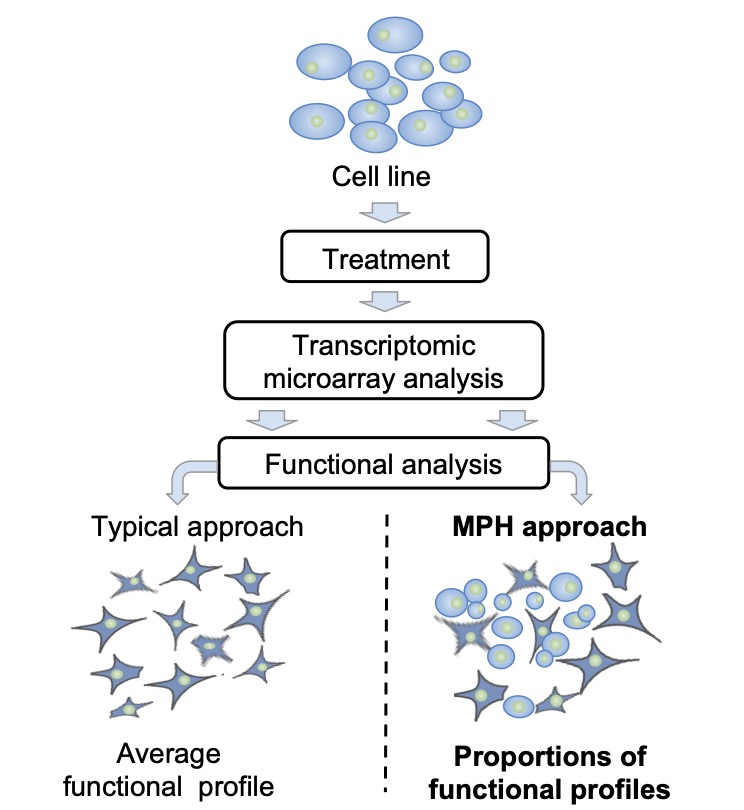 Cell line
Treatment
Transcriptomic
microarray analysis
Functional analysis
Typical approach
MPH approach
Average
functional profile
Proportions of
functional profiles